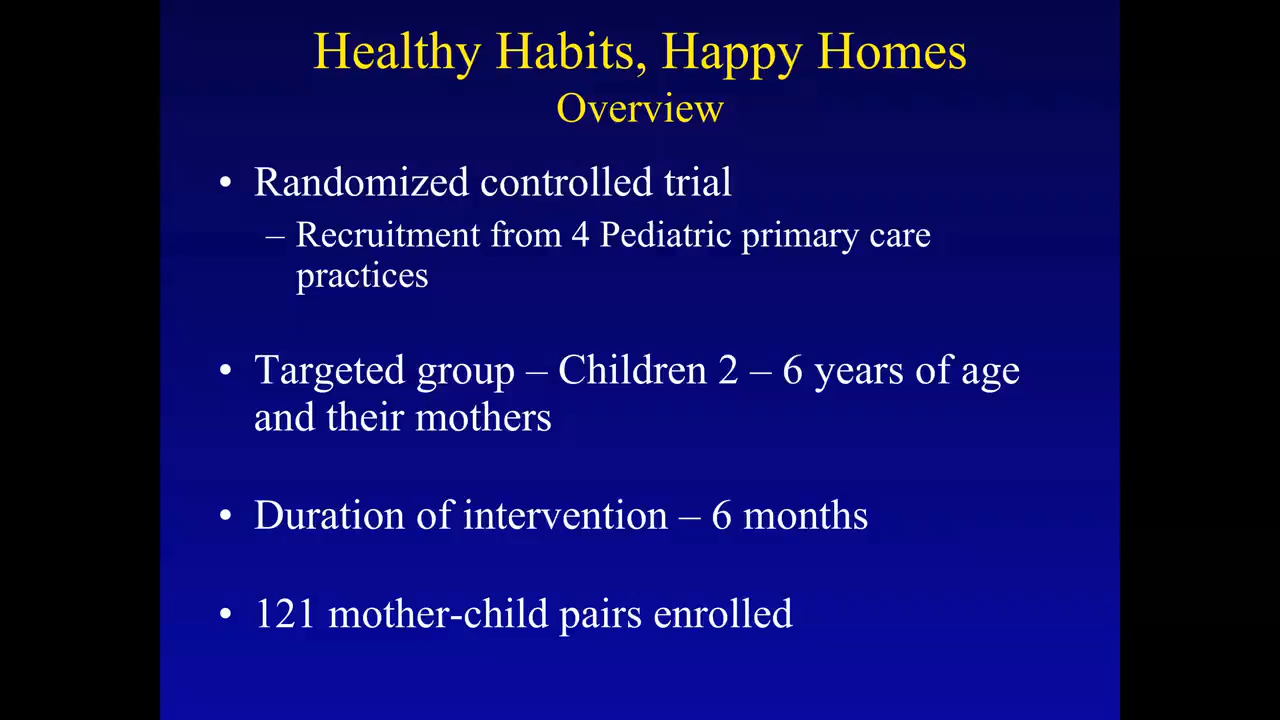 Healthy Habits, Happy Homes
Overview
• Randomized controlled trial
– Recruitment from 4 Pediatric primary care
practices
• Targeted group – Children 2 – 6 years of age
and their mothers
• Duration of intervention – 6 months
• 121 mother-child pairs enrolled